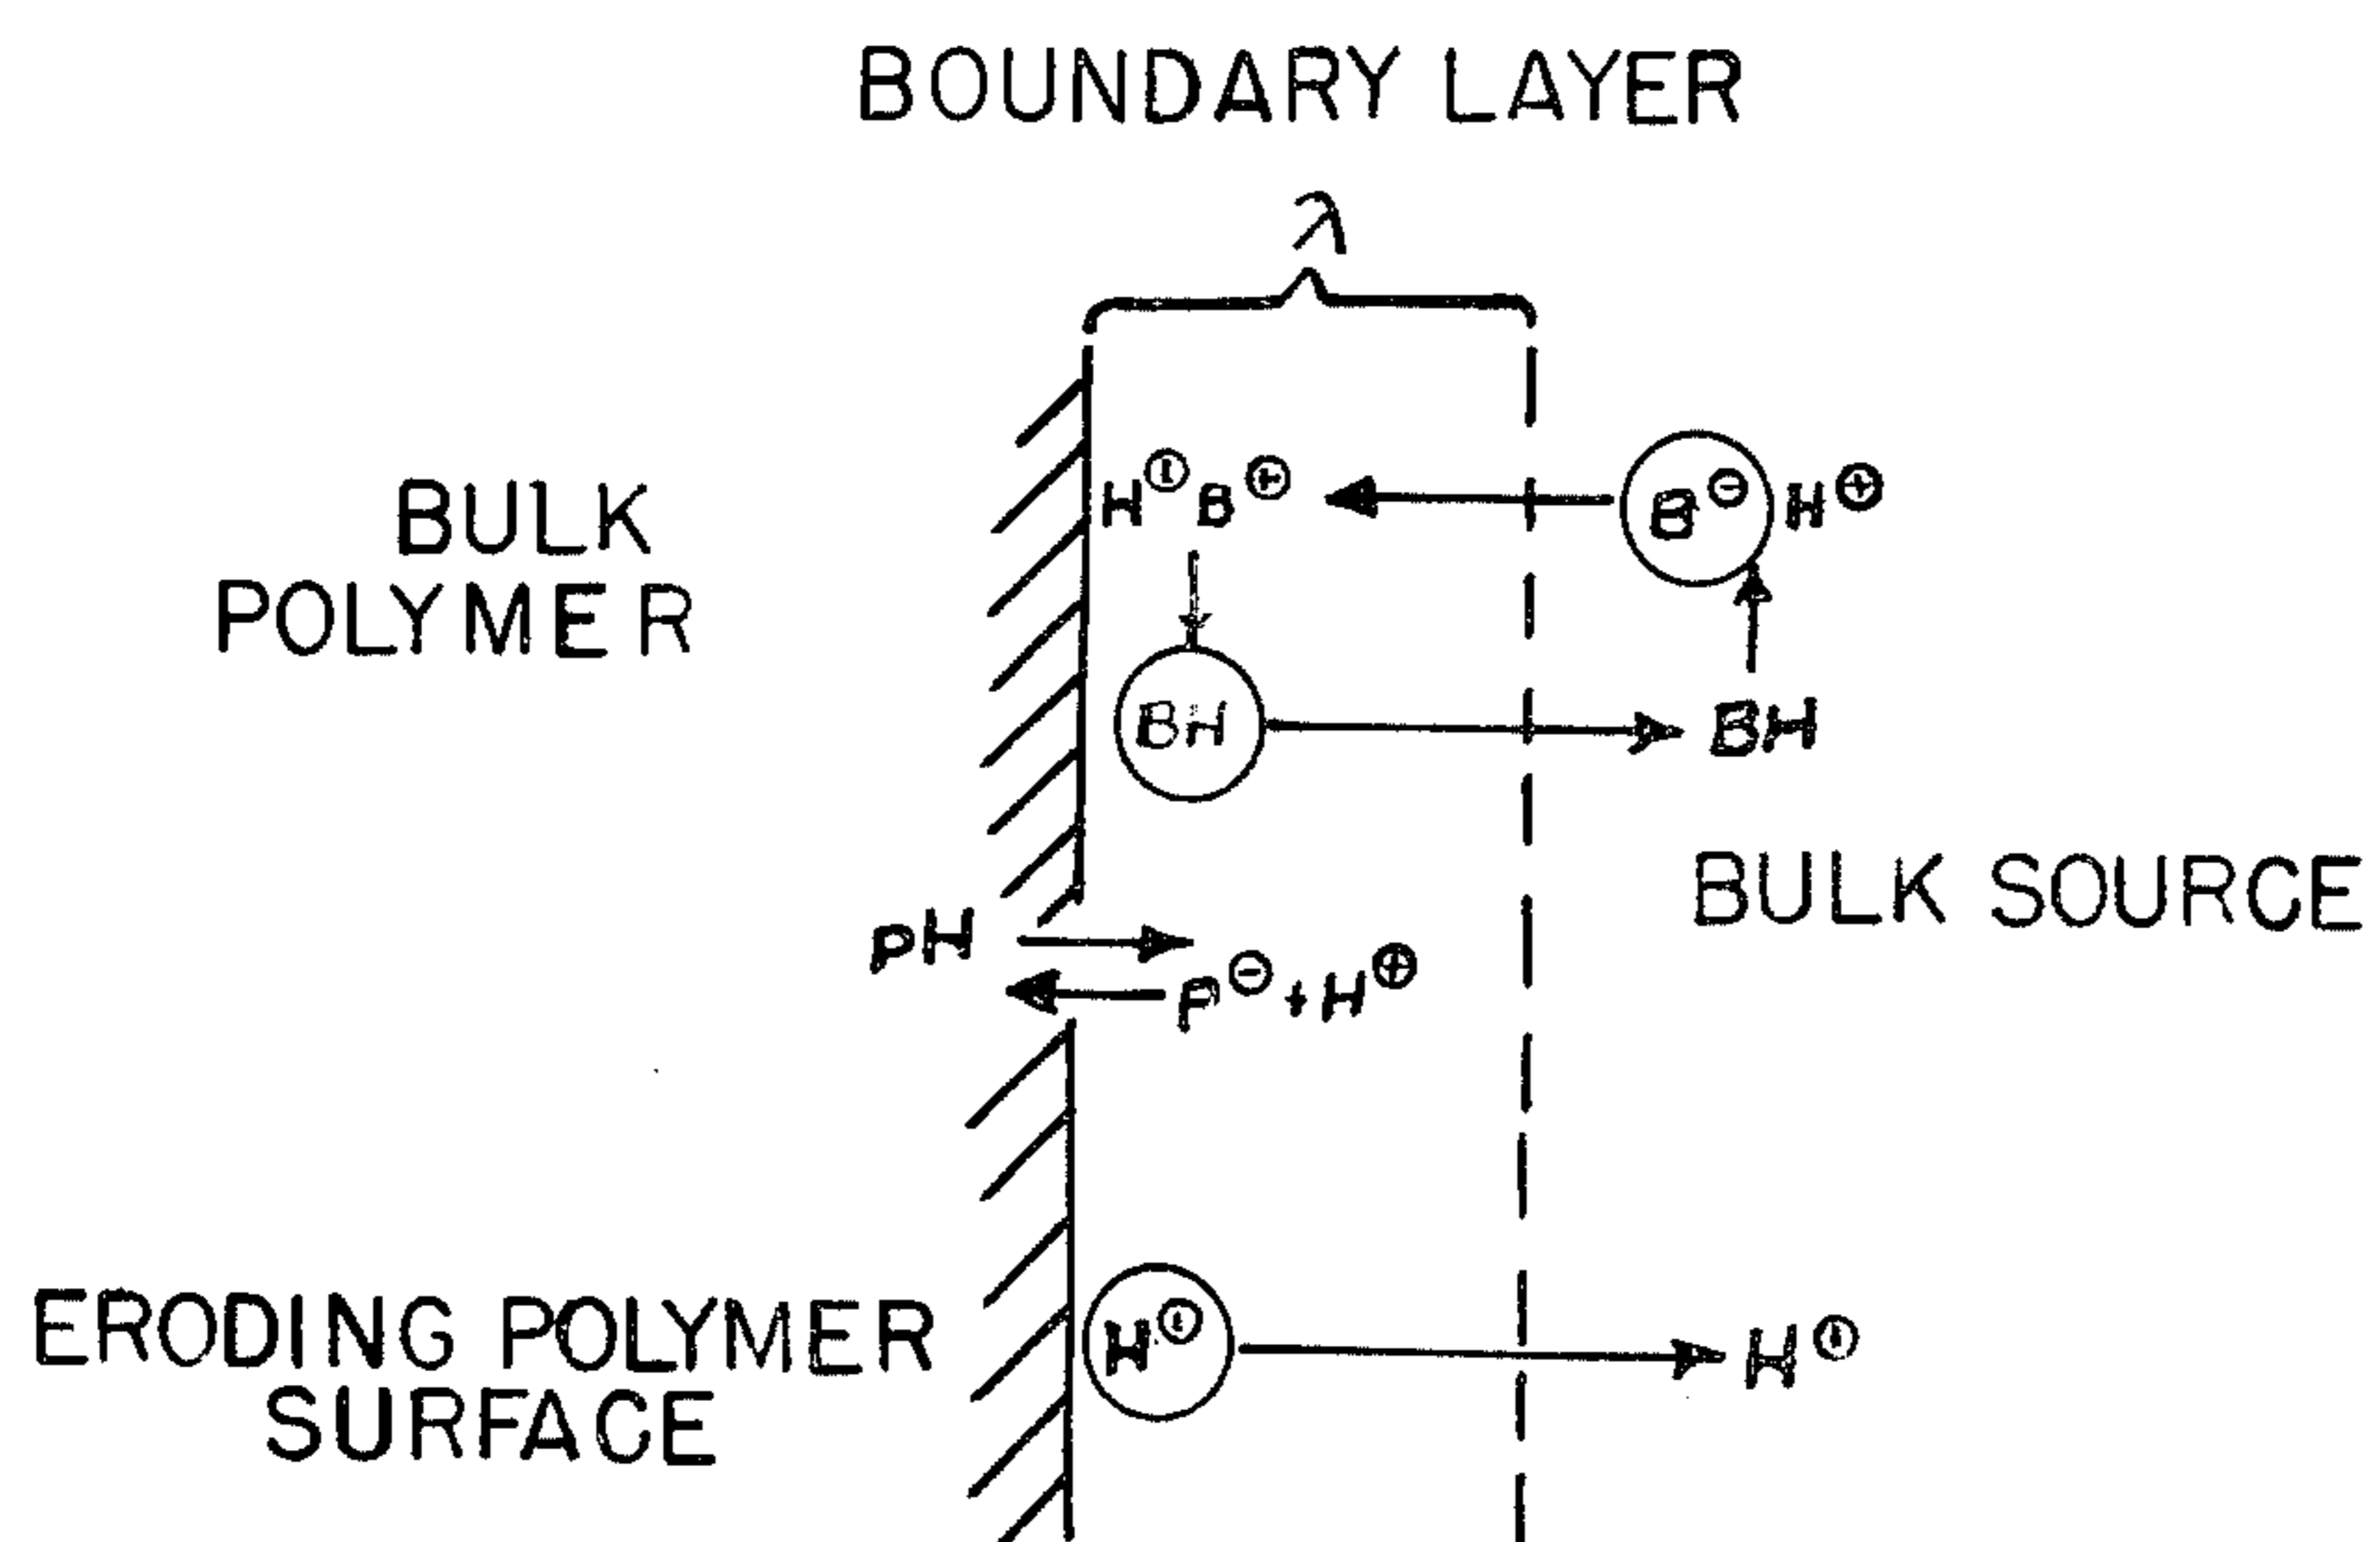 BOUNDARY LAYER
λ
H⊕ B⊕ B⊖ H⊕
BULK
POLYMER
BH BH
BULK SOURCE
PH
P⊖ + H⊕
ERODING POLYMER
SURFACE
H⊕ H⊕